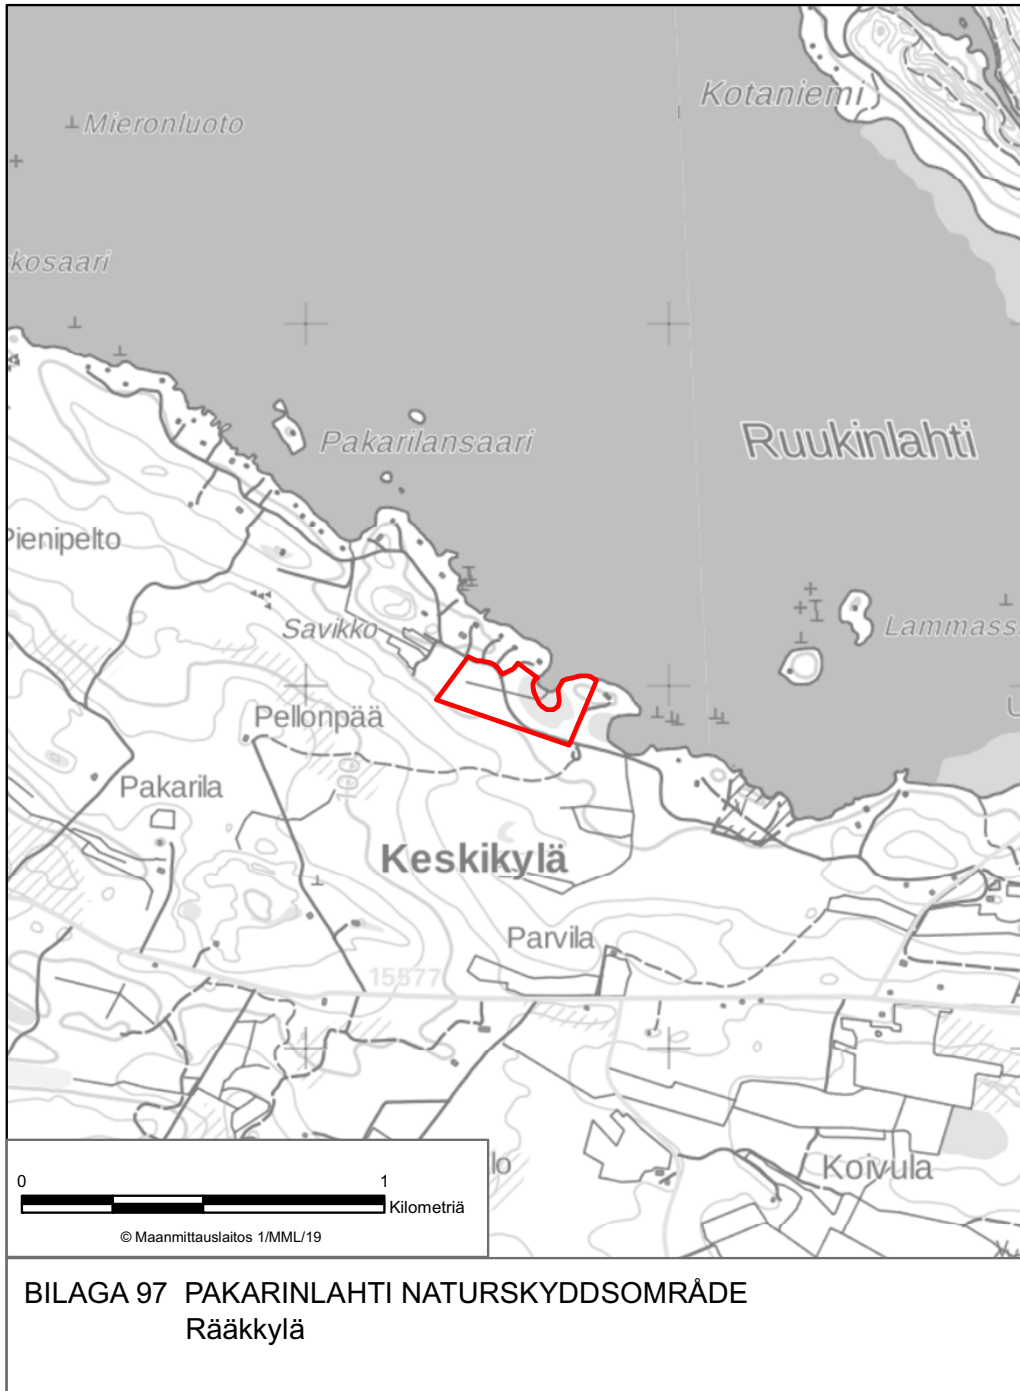 Kotaniemi
Mieronluoto
kosaari
Pakarilansaari
Ruukinlahti
Pienipelto
Savikko
Lammass
Pellonpää
Pakarila
100
Keskikylä
Parvila
15577
lo
Koivula
0 1
Kilometriä
© Maanmittauslaitos 1/MML/19
BILAGA 97 PAKARINLAHTI NATURSKYDDSOMRÅDE
Rääkkylä